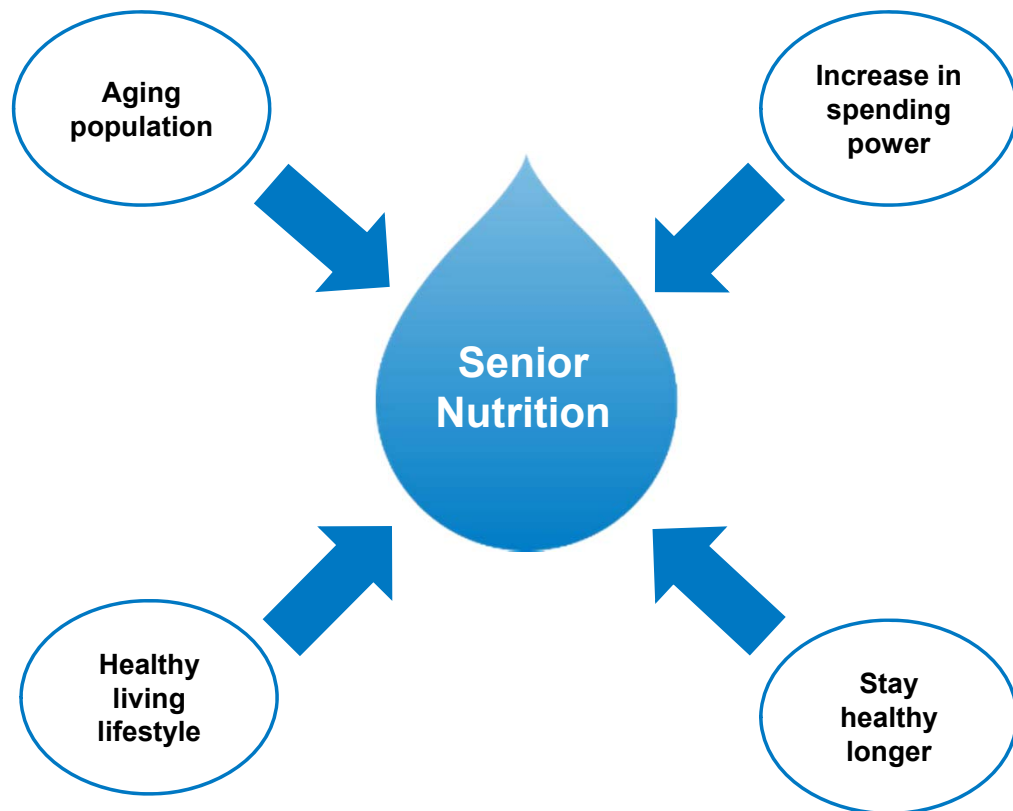 Aging
population
Increase in
spending
power
Senior
Nutrition
Healthy
living
lifestyle
Stay
healthy
longer